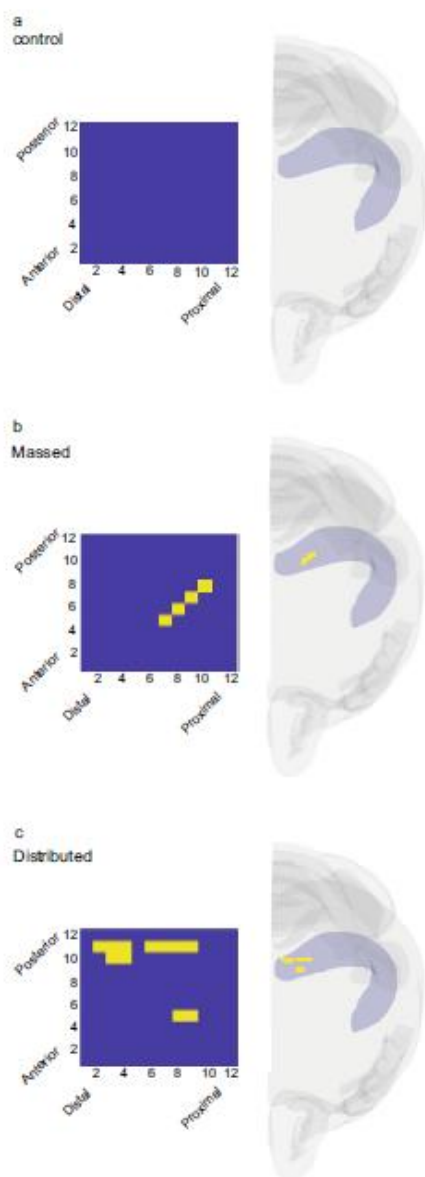 a
control
Posterior
12
10
8
6
4
2
Anterior
2 4 6 8 10 12
Distal
Proximal
b
Massed
Posterior
12
10
8
6
4
2
Anterior
2 4 6 8 10 12
Distal
Proximal
c
Distributed
Posterior
12
10
8
6
4
2
Anterior
2 4 6 8 10 12
Distal
Proximal